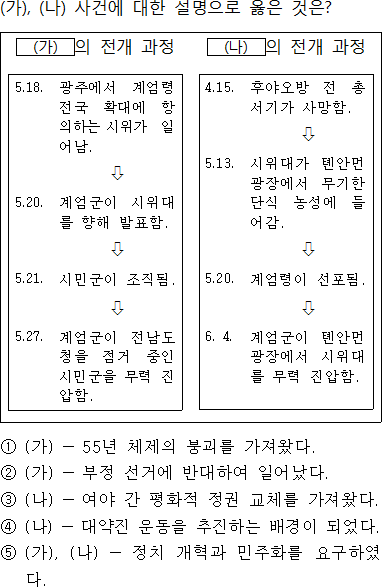 (가), (나) 사건에 대한 설명으로 옳은 것은?
(가) 의 전개 과정
5.18. 광주에서 계엄령
전국 확대에 항
의하는 시위가 일
어남.
⇩
5.20. 계엄군이 시위대
를 향해 발표함.
⇩
5.21. 시민군이 조직됨.
⇩
5.27. 계엄군이 전남도
청을 점거 중인
시민군을 무력 진
압함.
(나) 의 전개 과정
4.15. 후야오방 전 총
서기가 사망함.
⇩
5.13. 시위대가 톈안먼
광장에서 무기한
단식 농성에 들
어감.
⇩
5.20. 계엄령이 선포됨.
⇩
6. 4. 계엄군이 톈안먼
광장에서 시위대
를 무력 진압함.
① (가) - 55년 체제의 붕괴를 가져왔다.
② (가) - 부정 선거에 반대하여 일어났다.
③ (나) - 여야 간 평화적 정권 교체를 가져왔다.
④ (나) - 대약진 운동을 추진하는 배경이 되었다.
⑤ (가), (나) - 정치 개혁과 민주화를 요구하였
다.